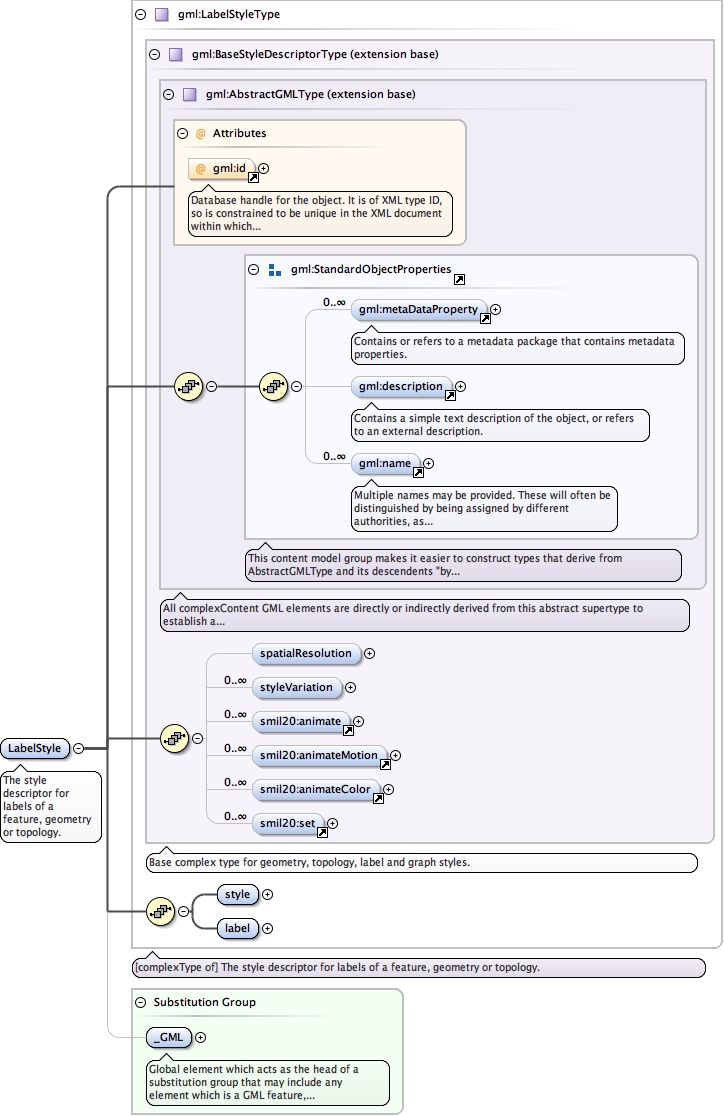 gml:LabelStyleType
gml:BaseStyleDescriptorType (extension base)
gml:AbstractGMLType (extension base)
@ Attributes
@ gml:id
Database handle for the object. It is of XML type ID,
so is constrained to be unique in the XML document
within which...
gml:StandardObjectProperties
0..∞
gml:metaDataProperty
Contains or refers to a metadata package that contains metadata
properties.
gml:description
Contains a simple text description of the object, or refers
to an external description.
0..∞
gml:name
Multiple names may be provided. These will often be
distinguished by being assigned by different
authorities, as...
This content model group makes it easier to construct types that derive from
AbstractGMLType and its descendents "by...
All complexContent GML elements are directly or indirectly derived from this abstract supertype to
establish a...
spatialResolution
0..∞
styleVariation
0..∞
smil20:animate
0..∞
smil20:animateMotion
0..∞
smil20:animateColor
0..∞
smil20:set
LabelStyle
The style
descriptor for
labels of a
feature, geometry
or topology.
Base complex type for geometry, topology, label and graph styles.
style
label
[complexType of] The style descriptor for labels of a feature, geometry or topology.
Substitution Group
_GML
Global element which acts as the head of a
substitution group that may include any
element which is a GML feature,...